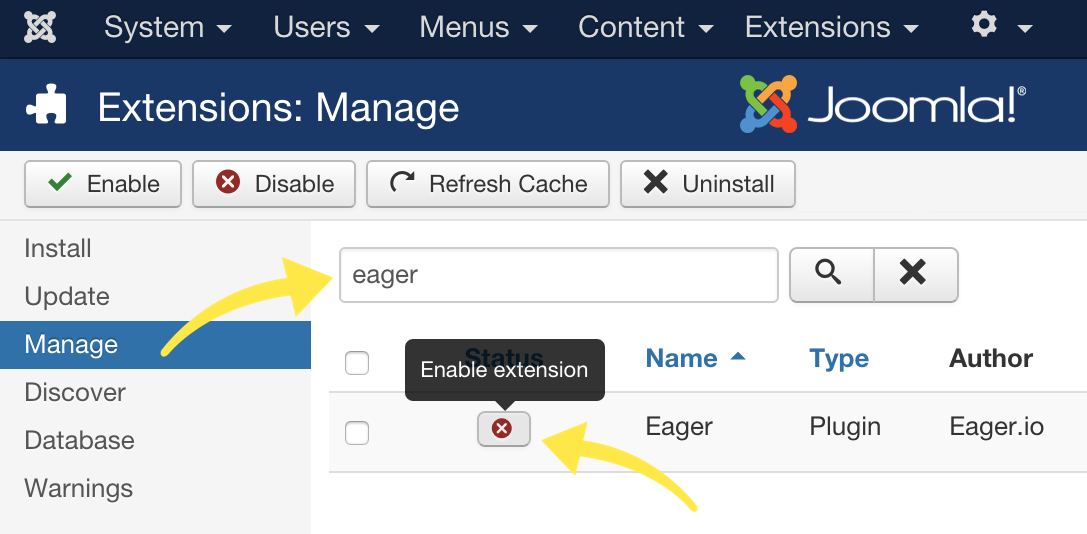 System Users Menus Content Extensions
Extensions: Manage Joomla!®
Enable Disable Refresh Cache Uninstall
Install
Update
Manage
Discover
Database
Warnings
eager
Status Name Type Author
Enable extension
Eager Plugin Eager.io